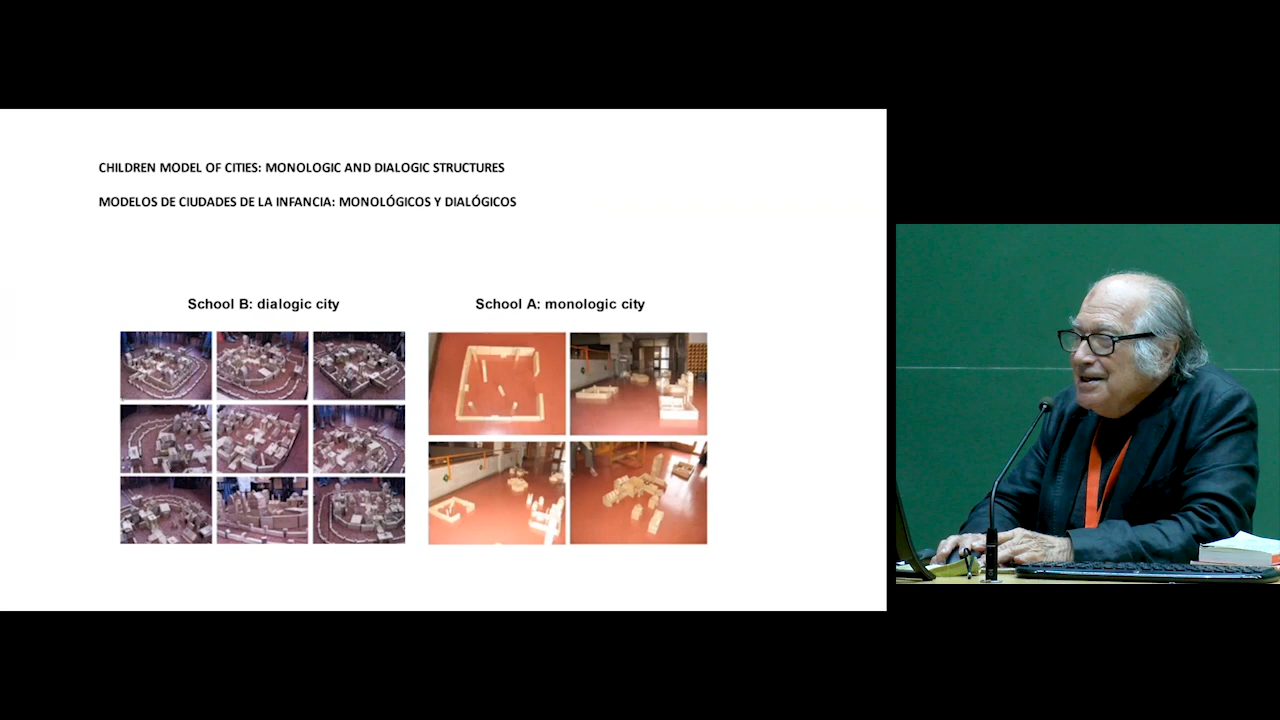 CHILDREN MODEL OF CITIES: MONOLOGIC AND DIALOGIC STRUCTURES
MODELOS DE CIUDADES DE LA INFANCIA: MONOLÓGICOS Y DIALÓGICOS
School B: dialogic city
School A: monologic city